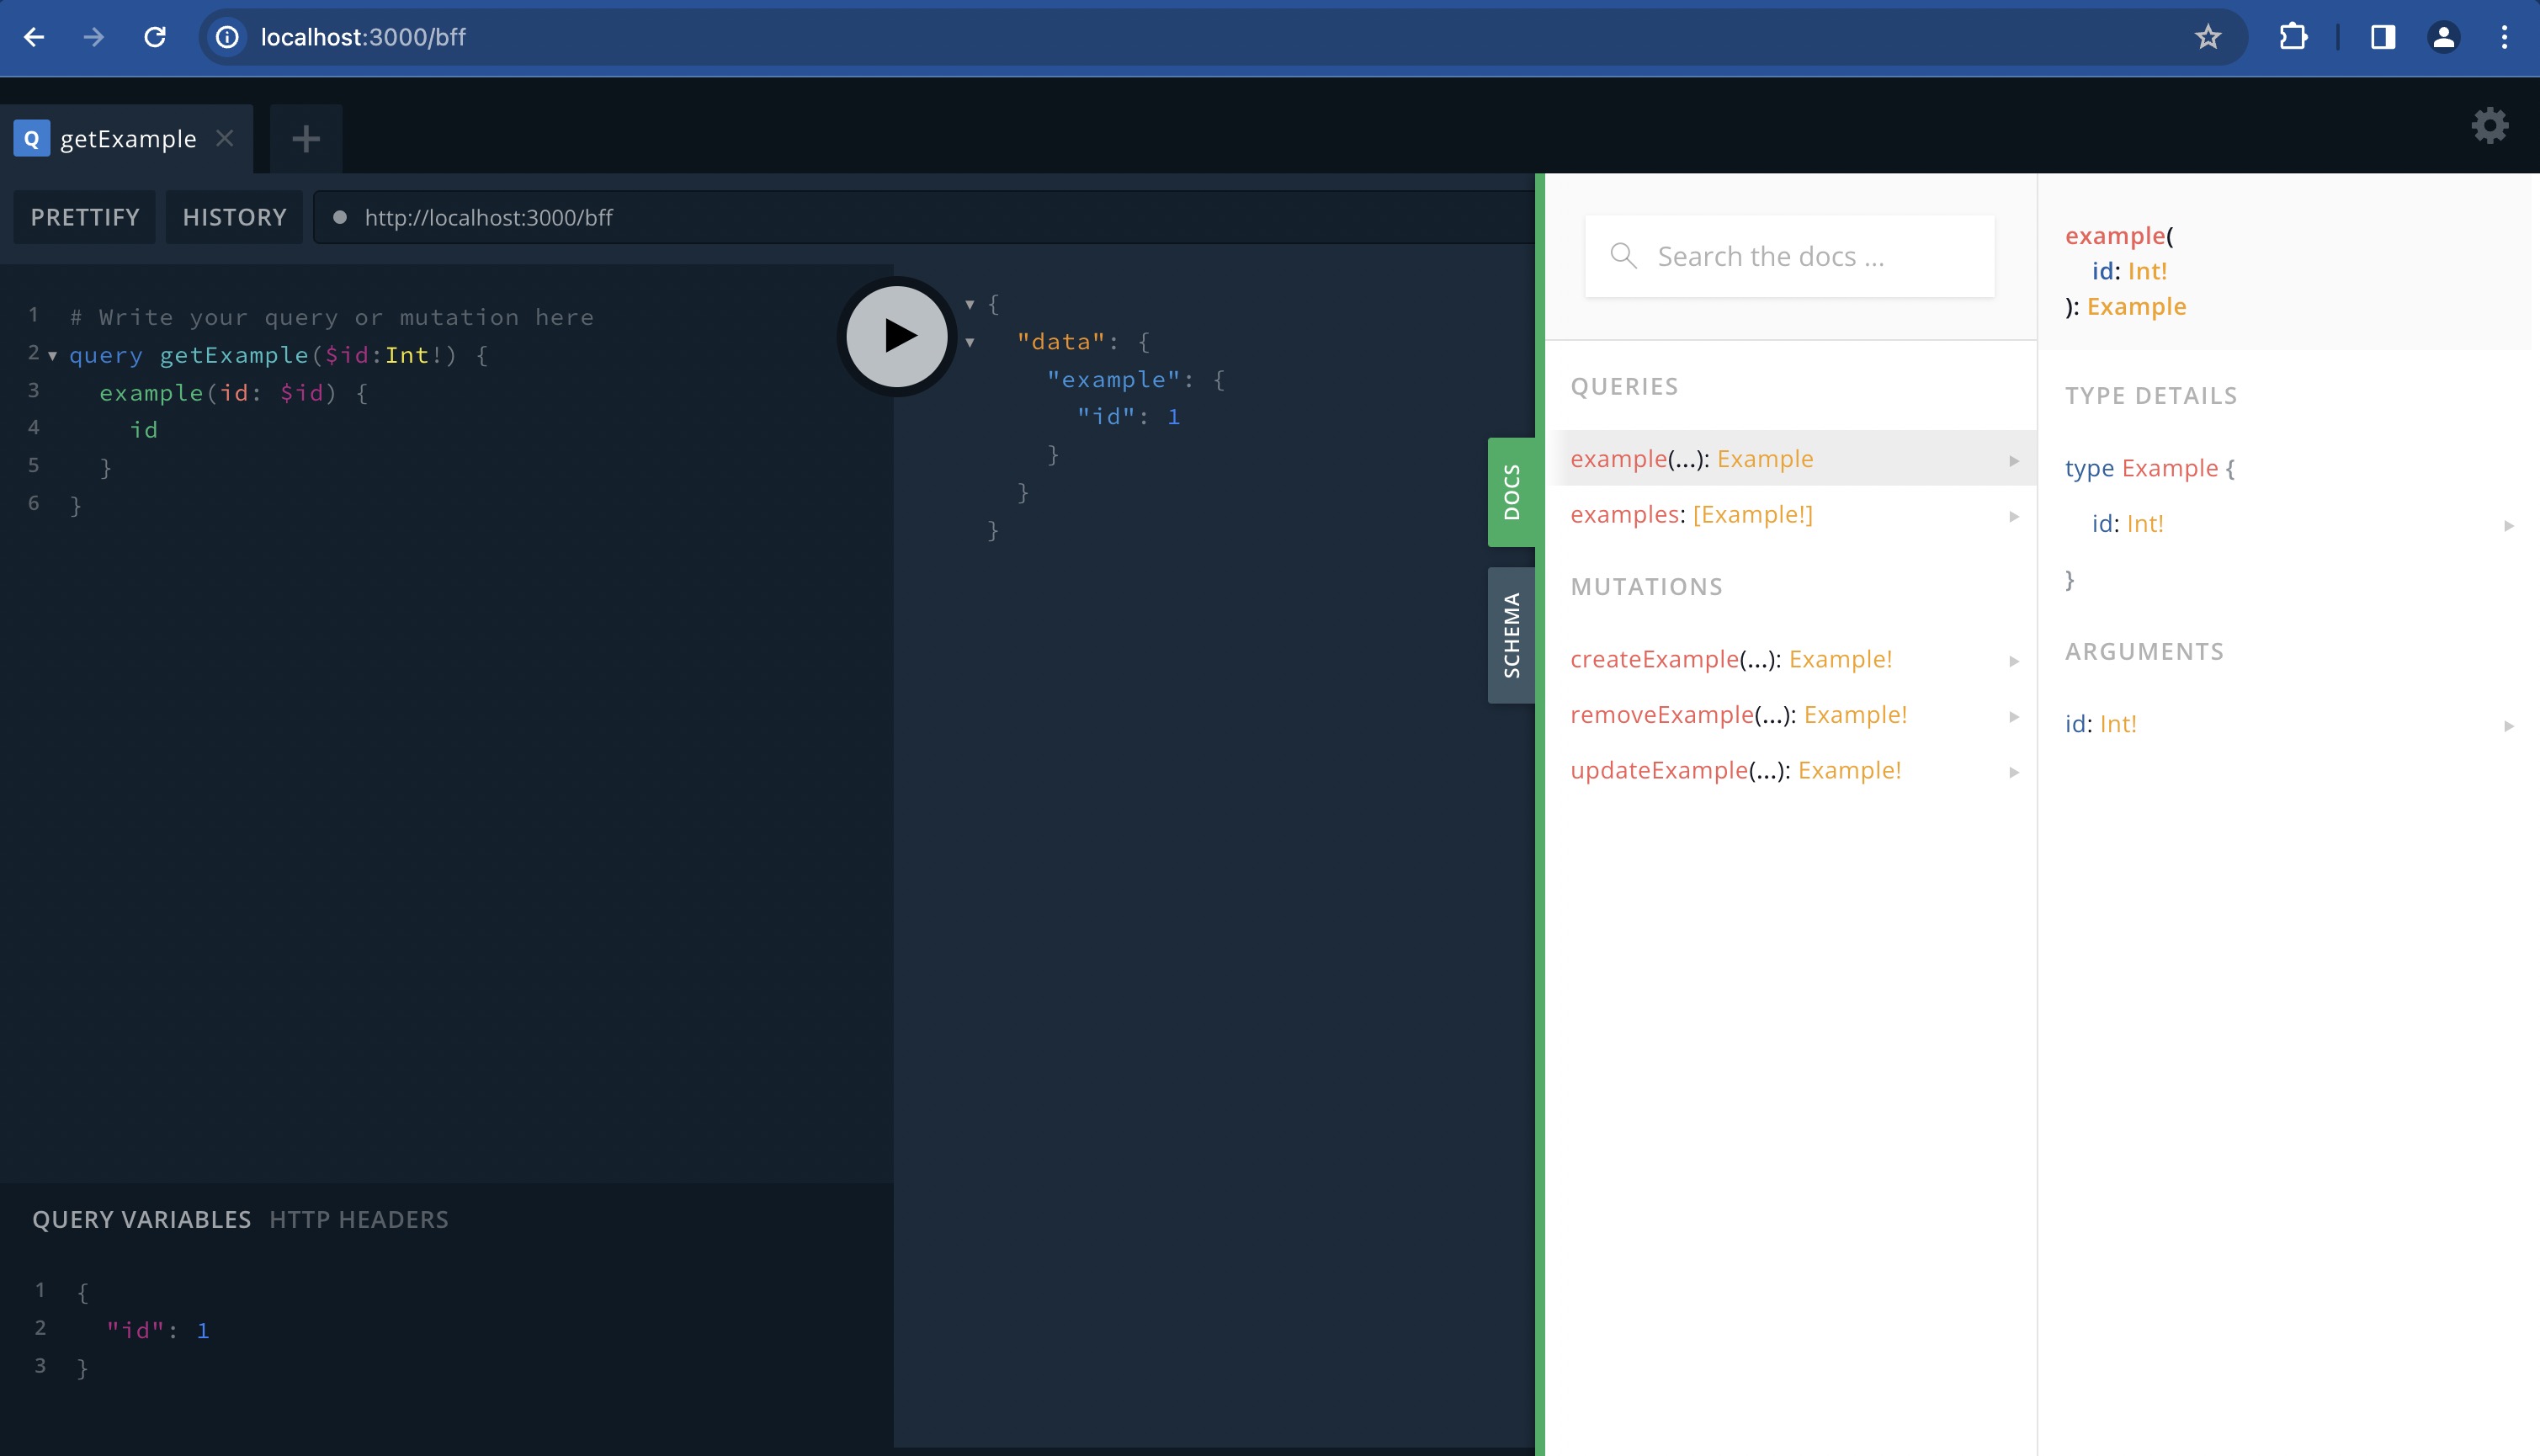 localhost:3000/bff
Q getExample
PRETTIFY HISTORY http://localhost:3000/bff
1 # Write your query or mutation here
2 query getExample($id:Int!) {
3 example(id: $id) {
4 id
5 }
6 }
QUERY VARIABLES HTTP HEADERS
1 {
2 "id": 1
3 }
{
"data": {
"example": {
"id": 1
}
}
}
DOCS
SCHEMA
Search the docs ...
QUERIES
example(...): Example
examples: [Example!]
MUTATIONS
createExample(...): Example!
removeExample(...): Example!
updateExample(...): Example!
example(
id: Int!
): Example
TYPE DETAILS
type Example {
id: Int!
}
ARGUMENTS
id: Int!